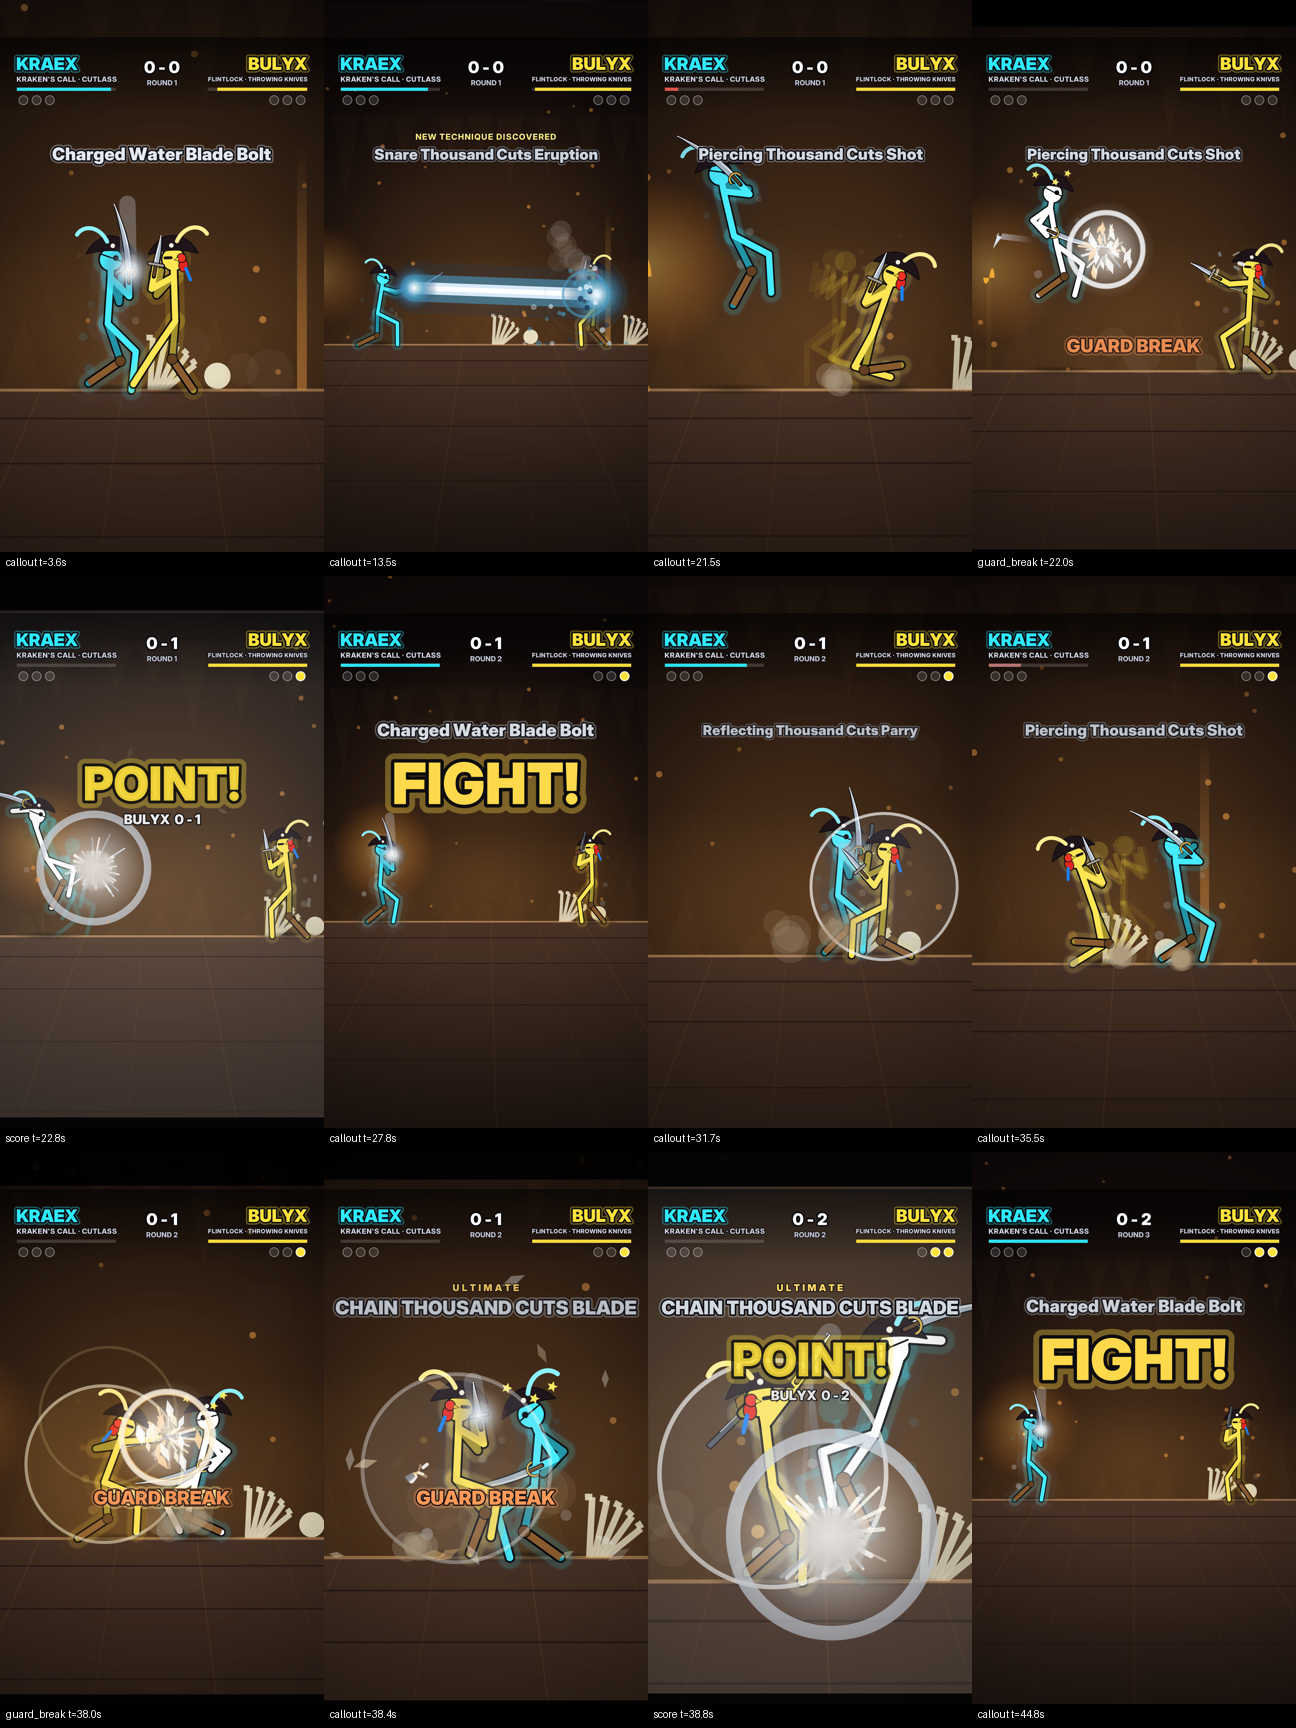 KRAEX
0 - 0
BULYX
KRAKEN'S CALL · CUTLASS
ROUND 1
FLINTLOCK · THROWING KNIVES
Charged Water Blade Bolt
callout t=3.6s
KRAEX
0 - 0
BULYX
KRAKEN'S CALL · CUTLASS
ROUND 1
FLINTLOCK · THROWING KNIVES
NEW TECHNIQUE DISCOVERED
Snare Thousand Cuts Eruption
callout t=13.5s
KRAEX
0 - 0
BULYX
KRAKEN'S CALL · CUTLASS
ROUND 1
FLINTLOCK · THROWING KNIVES
Piercing Thousand Cuts Shot
callout t=21.5s
KRAEX
0 - 0
BULYX
KRAKEN'S CALL · CUTLASS
ROUND 1
FLINTLOCK · THROWING KNIVES
Piercing Thousand Cuts Shot
GUARD BREAK
guard_break t=22.0s
KRAEX
0 - 1
BULYX
KRAKEN'S CALL · CUTLASS
ROUND 1
FLINTLOCK · THROWING KNIVES
POINT!
BULYX 0 - 1
score t=22.8s
KRAEX
0 - 1
BULYX
KRAKEN'S CALL · CUTLASS
ROUND 2
FLINTLOCK · THROWING KNIVES
Charged Water Blade Bolt
FIGHT!
callout t=27.8s
KRAEX
0 - 1
BULYX
KRAKEN'S CALL · CUTLASS
ROUND 2
FLINTLOCK · THROWING KNIVES
Reflecting Thousand Cuts Parry
callout t=31.7s
KRAEX
0 - 1
BULYX
KRAKEN'S CALL · CUTLASS
ROUND 2
FLINTLOCK · THROWING KNIVES
Piercing Thousand Cuts Shot
callout t=35.5s
KRAEX
0 - 1
BULYX
KRAKEN'S CALL · CUTLASS
ROUND 2
FLINTLOCK · THROWING KNIVES
GUARD BREAK
guard_break t=38.0s
KRAEX
0 - 1
BULYX
KRAKEN'S CALL · CUTLASS
ROUND 2
FLINTLOCK · THROWING KNIVES
ULTIMATE
CHAIN THOUSAND CUTS BLADE
GUARD BREAK
callout t=38.4s
KRAEX
0 - 2
BULYX
KRAKEN'S CALL · CUTLASS
ROUND 2
FLINTLOCK · THROWING KNIVES
ULTIMATE
CHAIN THOUSAND CUTS BLADE
POINT!
BULYX 0 - 2
score t=38.8s
KRAEX
0 - 2
BULYX
KRAKEN'S CALL · CUTLASS
ROUND 3
FLINTLOCK · THROWING KNIVES
Charged Water Blade Bolt
FIGHT!
callout t=44.8s